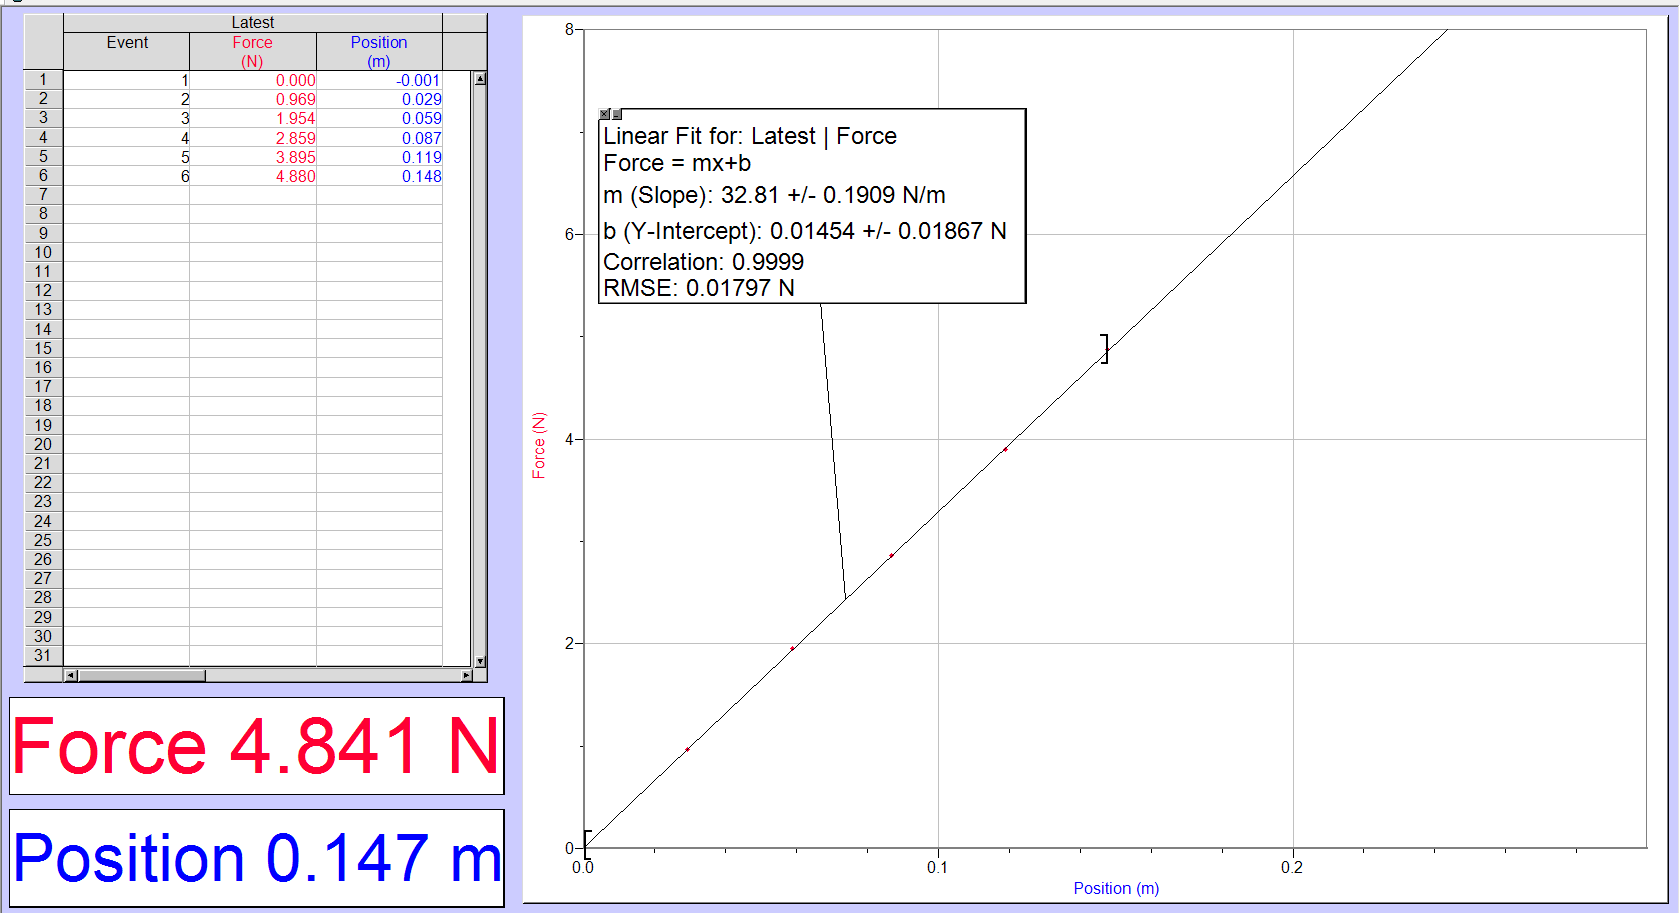 Latest
Event Force Position
(N) (m)
1 1 0.000 -0.001
2 2 0.969 0.029
3 3 1.954 0.059
4 4 2.859 0.087
5 5 3.895 0.119
6 6 4.880 0.148
7
8
9
10
11
12
13
14
15
16
17
18
19
20
21
22
23
24
25
26
27
28
29
30
31
Force 4.841 N
Position 0.147 m
8
6
4
2
0
Force (N)
Linear Fit for: Latest | Force
Force = mx+b
m (Slope): 32.81 +/- 0.1909 N/m
b (Y-Intercept): 0.01454 +/- 0.01867 N
Correlation: 0.9999
RMSE: 0.01797 N
0.0 0.1 0.2
Position (m)